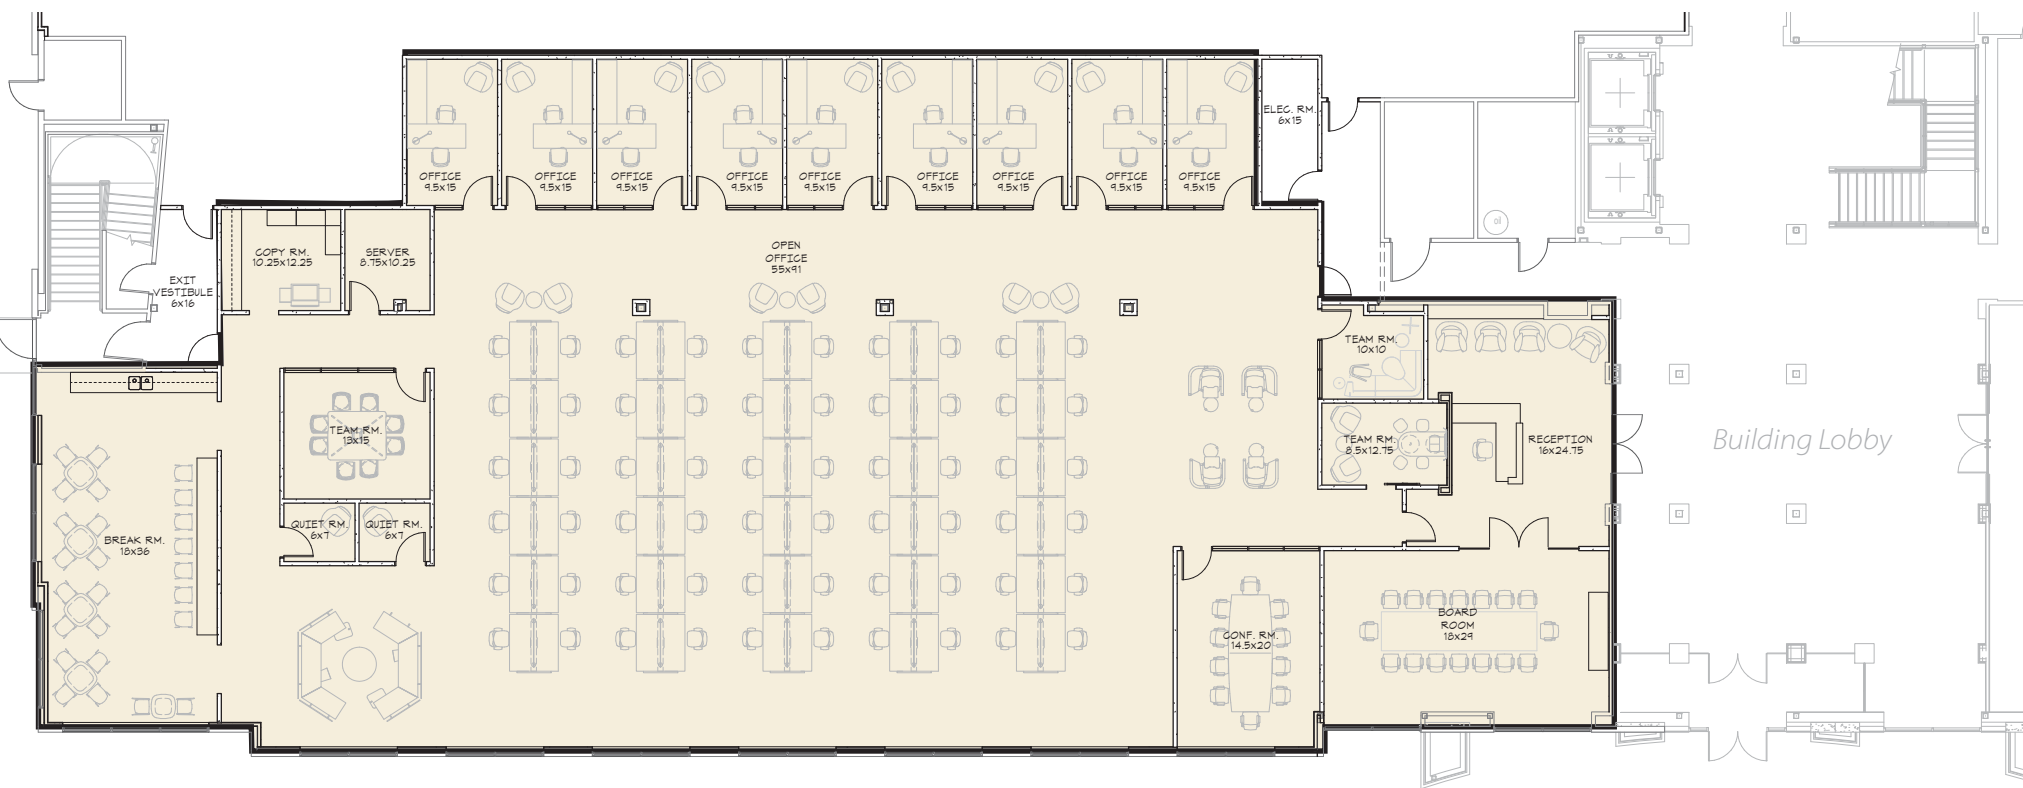 OFFICE
9.5x15
OFFICE
9.5x15
OFFICE
9.5x15
OFFICE
9.5x15
OFFICE
9.5x15
OFFICE
9.5x15
OFFICE
9.5x15
OFFICE
9.5x15
OFFICE
9.5x15
ELEC. RM.
6x15
COPY RM.
10.25x12.25
SERVER
8.75x10.25
OPEN
OFFICE
55x91
EXIT
VESTIBULE
6x16
TEAM RM.
10x10
TEAM RM.
13x15
TEAM RM.
8.5x12.75
RECEPTION
16x24.75
Building Lobby
QUIET RM.
6x7
QUIET RM.
6x7
BREAK RM.
18x36
CONF. RM.
14.5x20
BOARD
ROOM
18x29